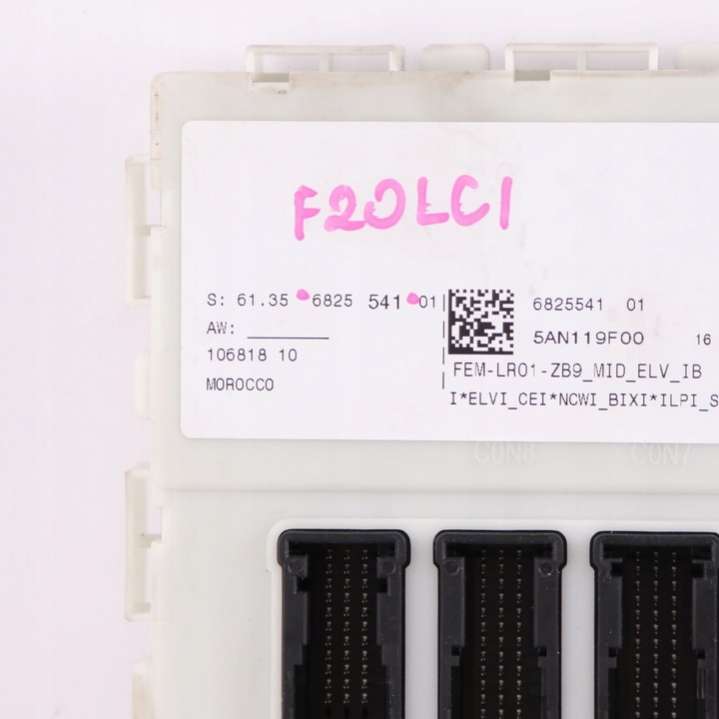 F20LCI
S: 61.35 6825 541 01
AW:
106818 10
MOROCCO
6825541 01
5AN119F00 16
FEM-LR01-ZB9_MID_ELV_IB
I*ELVI_CEI*NCWI_BIXI*ILPI_S
CON8 CON7